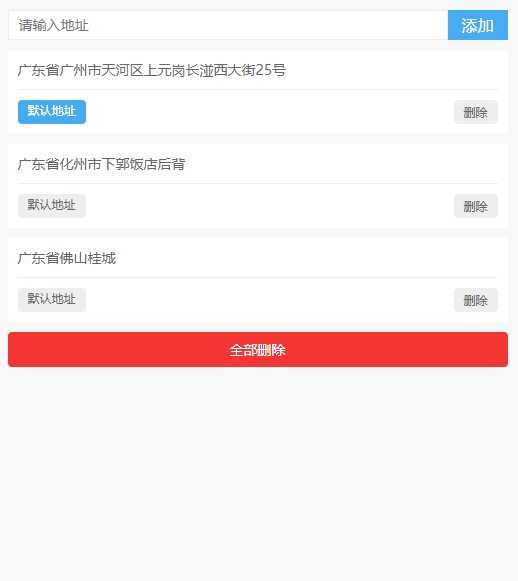 请输入地址
添加
广东省广州市天河区上元岗长湴西大街25号
默认地址
删除
广东省化州市下郭饭店后背
默认地址
删除
广东省佛山桂城
默认地址
删除
全部删除